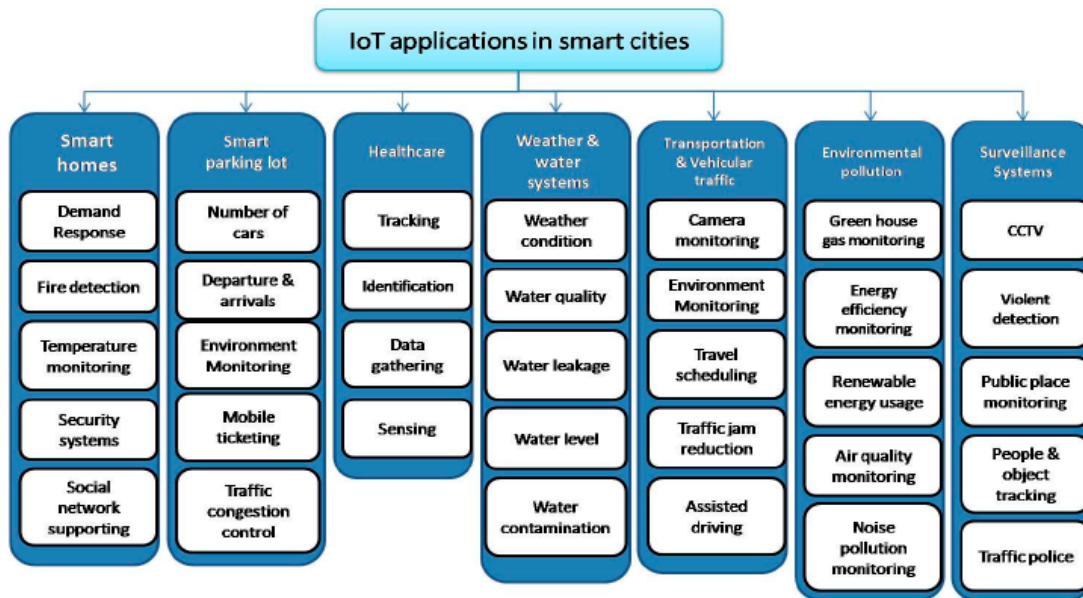 IoT applications in smart cities
Smart
homes
Demand
Response
Fire detection
Temperature
monitoring
Security
systems
Social
network
supporting
Smart
parking lot
Number of
cars
Departure &
arrivals
Environment
Monitoring
Mobile
ticketing
Traffic
congestion
control
Healthcare
Tracking
Identification
Data
gathering
Sensing
Weather &
water
systems
Weather
condition
Water quality
Water leakage
Water level
Water
contamination
Transportation
& Vehicular
traffic
Camera
monitoring
Environment
Monitoring
Travel
scheduling
Traffic jam
reduction
Assisted
driving
Environmental
pollution
Green house
gas monitoring
Energy
efficiency
monitoring
Renewable
energy usage
Air quality
monitoring
Noise
pollution
monitoring
Surveillance
Systems
CCTV
Violent
detection
Public place
monitoring
People &
object
tracking
Traffic police